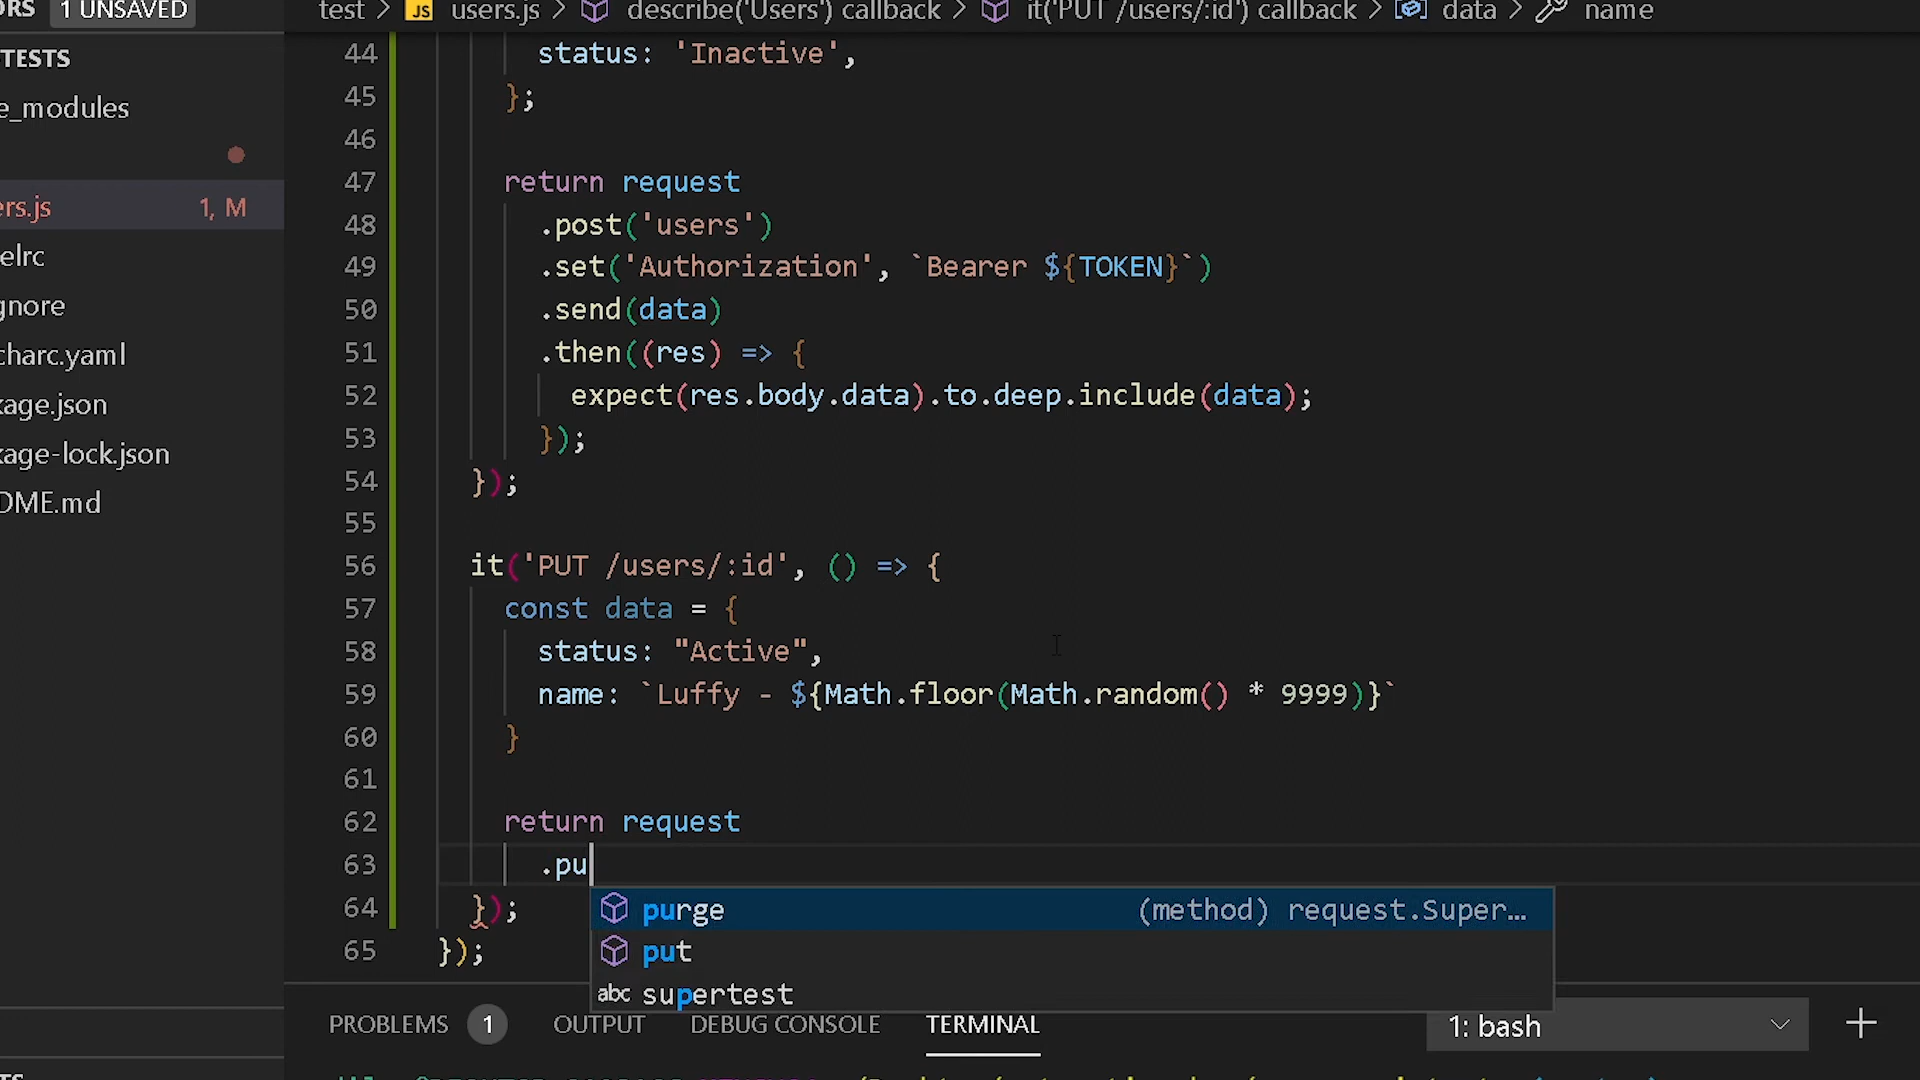 ORS 1 UNSAVED
test > JS users.js > describe('Users') callback > it('PUT /users/:id') callback > data > name
TESTS
e_modules
ers.js 1, M
elrc
gnore
charc.yaml
kage.json
kage-lock.json
DME.md
44 status: 'Inactive',
45 };
46
47 return request
48 .post('users')
49 .set('Authorization', `Bearer ${TOKEN}`)
50 .send(data)
51 .then((res) => {
52 expect(res.body.data).to.deep.include(data);
53 });
54 });
55
56 it('PUT /users/:id', () => {
57 const data = {
58 status: "Active",
59 name: `Luffy - ${Math.floor(Math.random() * 9999)}`
60 }
61
62 return request
63 .pu
64 });
65 });
purge (method) request.Super…
put
abc supertest
PROBLEMS 1 OUTPUT DEBUG CONSOLE TERMINAL 1: bash